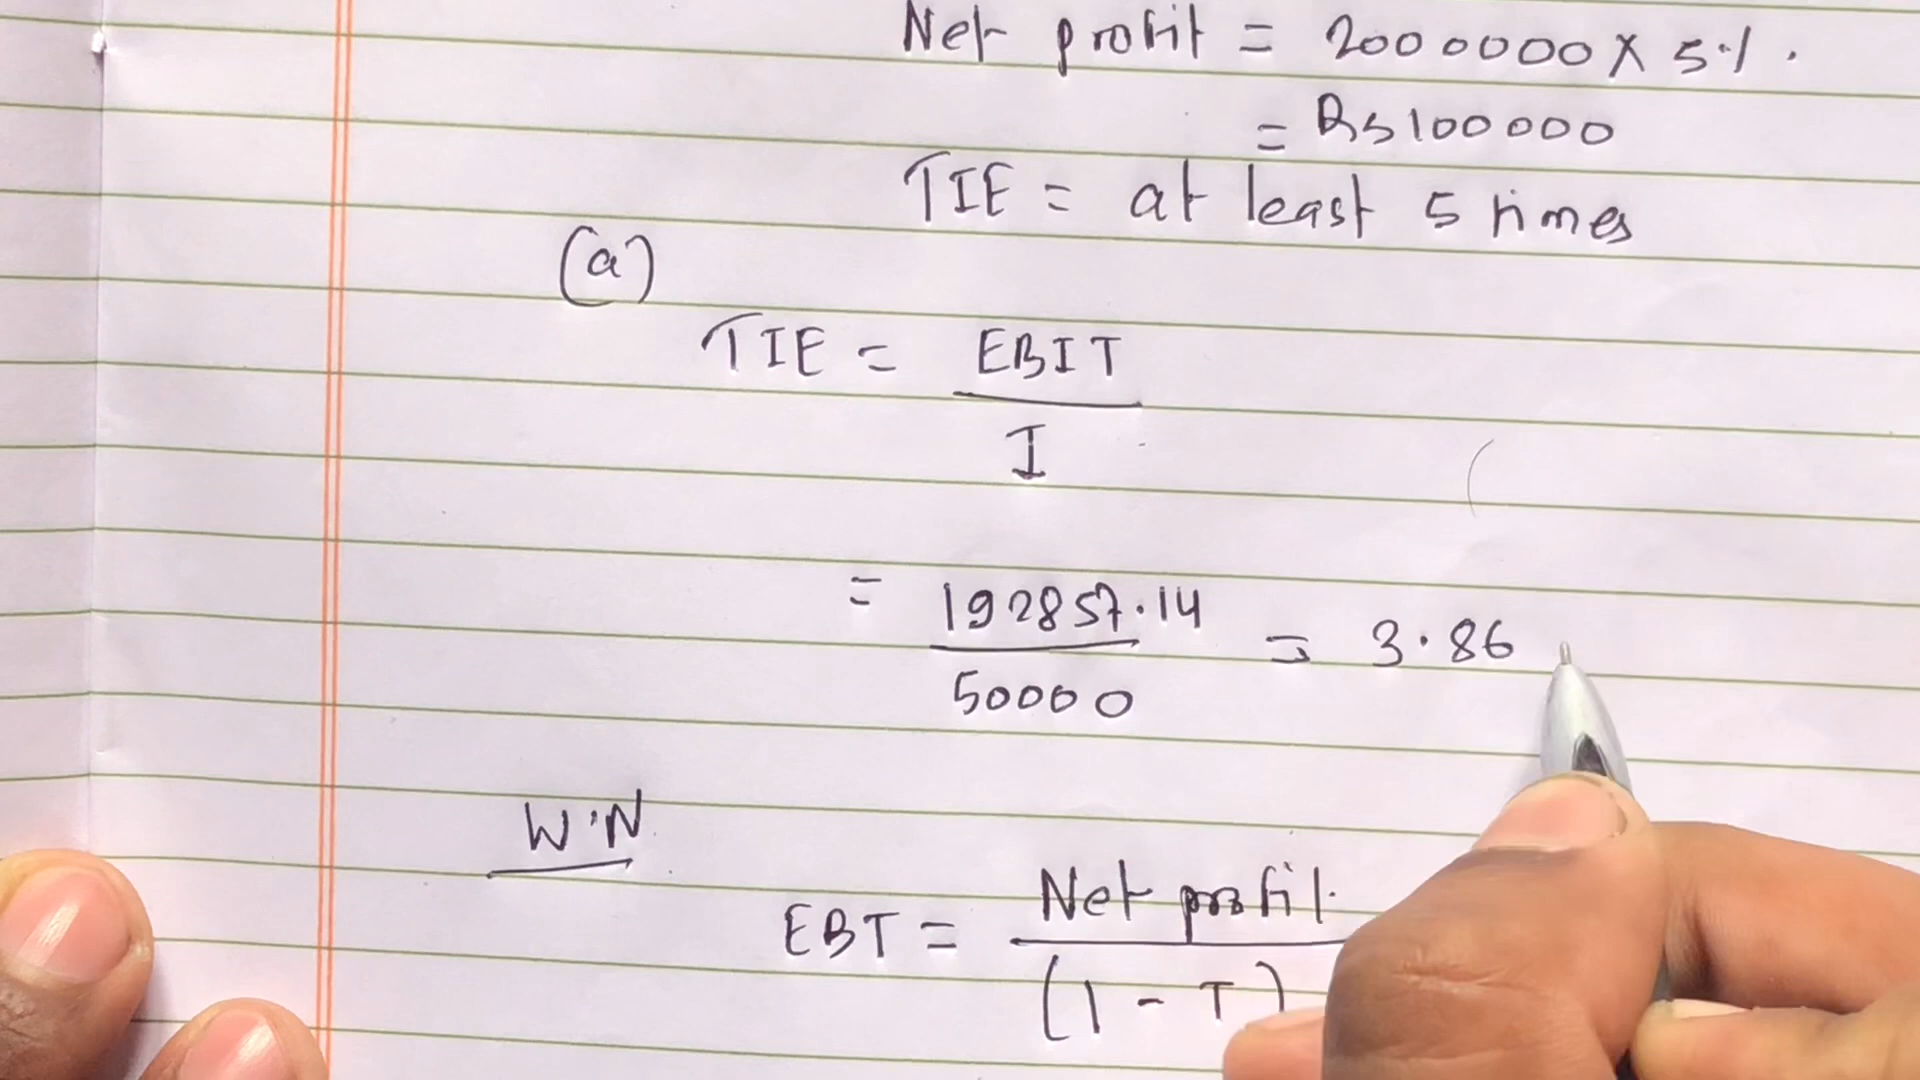 Net profit = 2000000 X 5%.
= Rs 100000
TIE = at least 5 times
(a)
TIE = EBIT
I
= 192857.14 = 3.86
50000
W.N
EBT = Net profit
(1 - T)